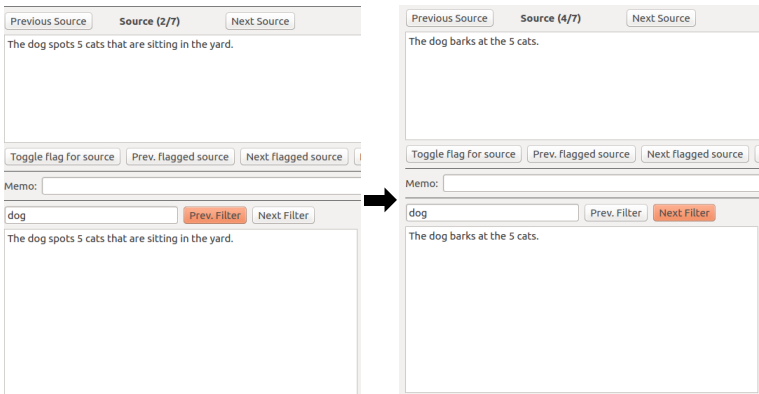 Previous Source Source (2/7) Next Source
The dog spots 5 cats that are sitting in the yard.
Toggle flag for source Prev. flagged source Next flagged source
Memo:
dog Prev. Filter Next Filter
The dog spots 5 cats that are sitting in the yard.
Previous Source Source (4/7) Next Source
The dog barks at the 5 cats.
Toggle flag for source Prev. flagged source Next flagged source
Memo:
dog Prev. Filter Next Filter
The dog barks at the 5 cats.